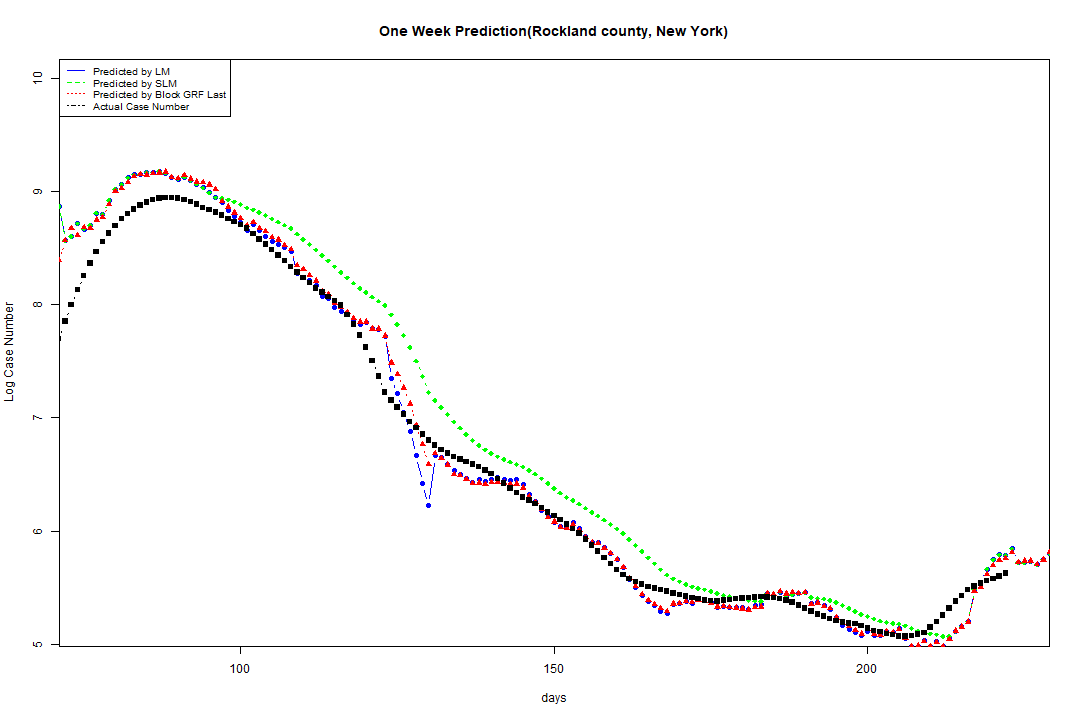 One Week Prediction(Rockland county, New York)
Predicted by LM
Predicted by SLM
Predicted by Block GRF Last
Actual Case Number
10
9
8
7
6
5
Log Case Number
100
150
200
days